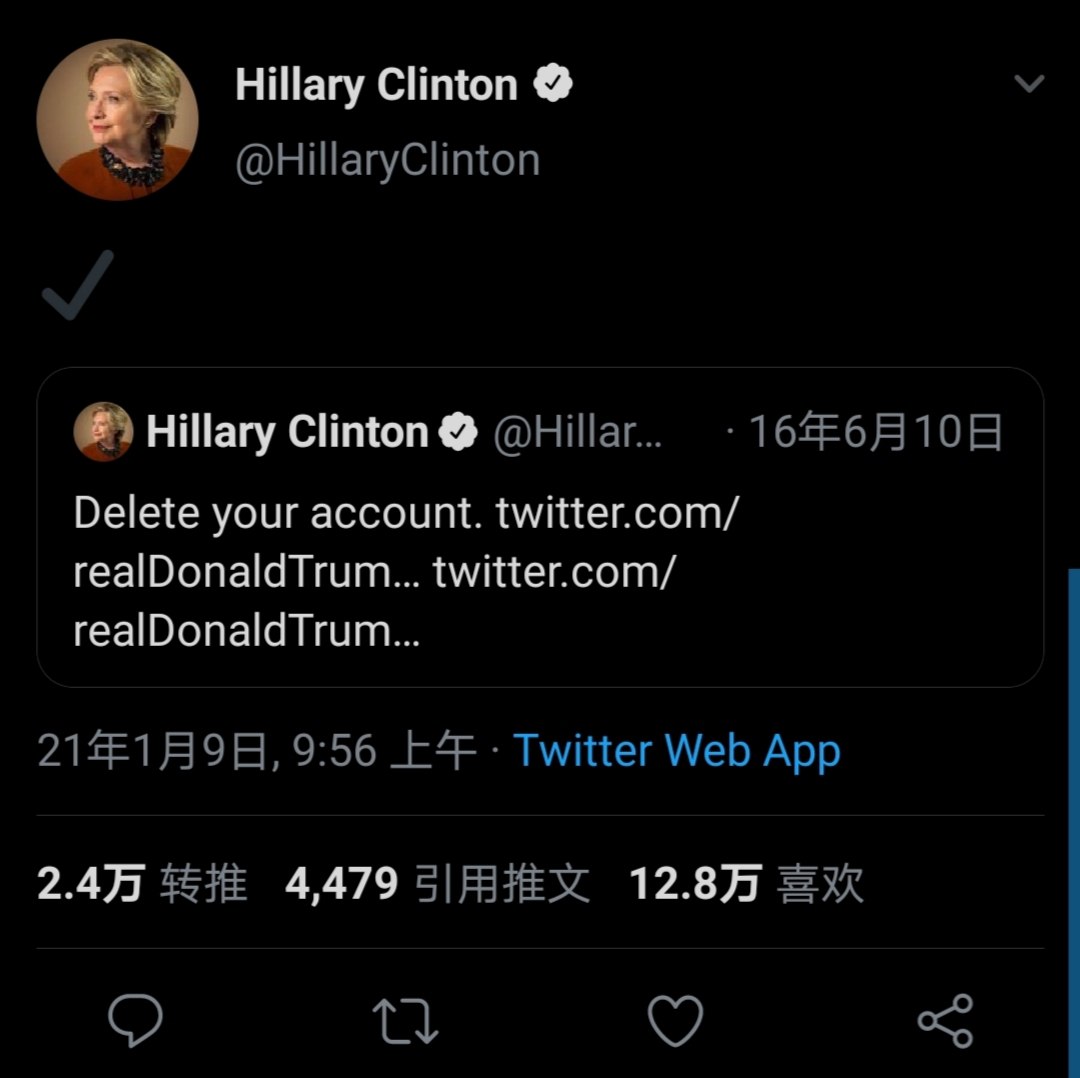 Hillary Clinton
@HillaryClinton
✔
Hillary Clinton @Hillar... · 16年6月10日
Delete your account. twitter.com/
realDonaldTrum... twitter.com/
realDonaldTrum...
21年1月9日, 9:56 上午 · Twitter Web App
2.4万 转推 4,479 引用推文 12.8万 喜欢